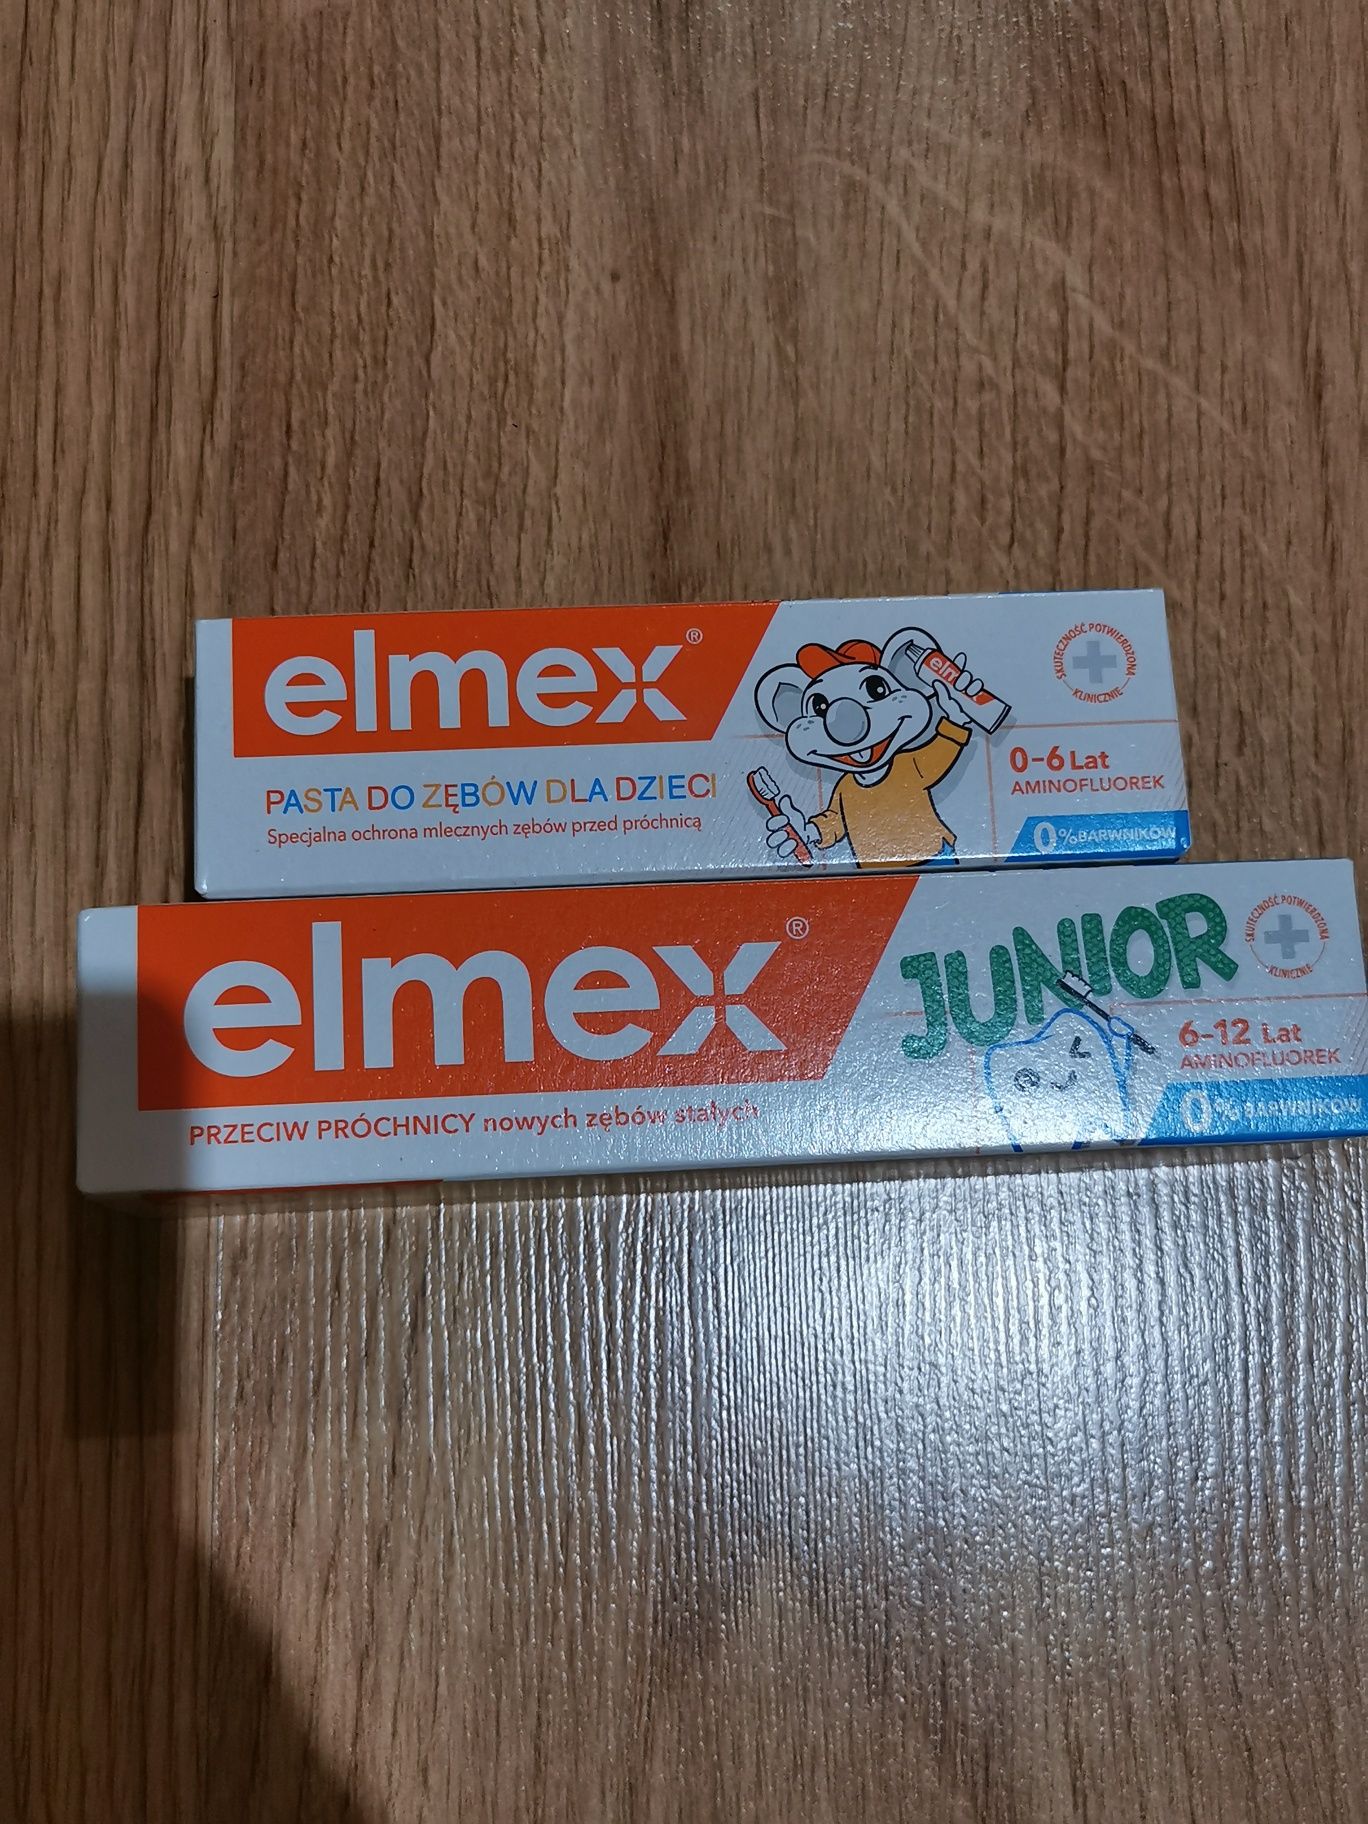 elmex®
elm
SKUTECZNOŚĆ POTWIERDZONA
KLINICZNIE
PASTA DO ZĘBÓW DLA DZIECI
Specjalna ochrona mlecznych zębów przed próchnicą
0-6 Lat
AMINOFLUOREK
0% BARWNIKÓW
elmex®
JUNIOR
SKUTECZNOŚĆ POTWIERDZONA
KLINICZNIE
6-12 Lat
AMINOFLUOREK
0% BARWNIKÓW
PRZECIW PRÓCHNICY nowych zębów stałych